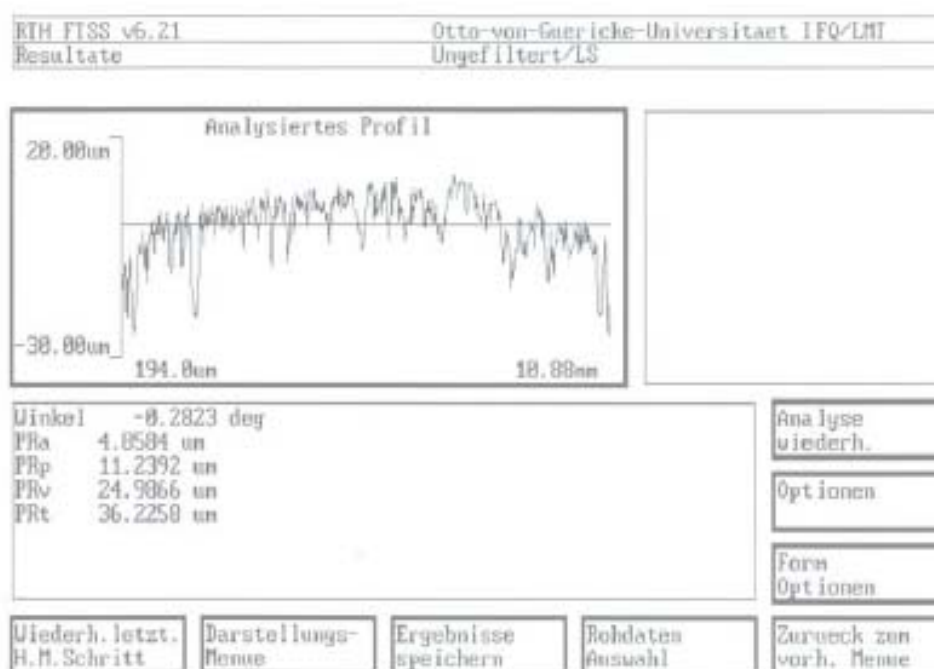 RTH FTSS v6.21 Otto-von-Guericke-Universitaet IFQ/LMT
Resultate Ungefiltert/LS
Analysiertes Profil
20.00um
-30.00um
194.0um 10.88mm
Winkel -0.2823 deg
PRa 4.8584 um
PRp 11.2392 um
PRv 24.9866 um
PRt 36.2258 um
Analyse
wiederh.
Optionen
Form
Optionen
Wiederh.letzt.
H.M.Schritt
Darstellungs-
Menue
Ergebnisse
speichern
Rohdaten
Auswahl
Zurueck zum
vorh. Menue